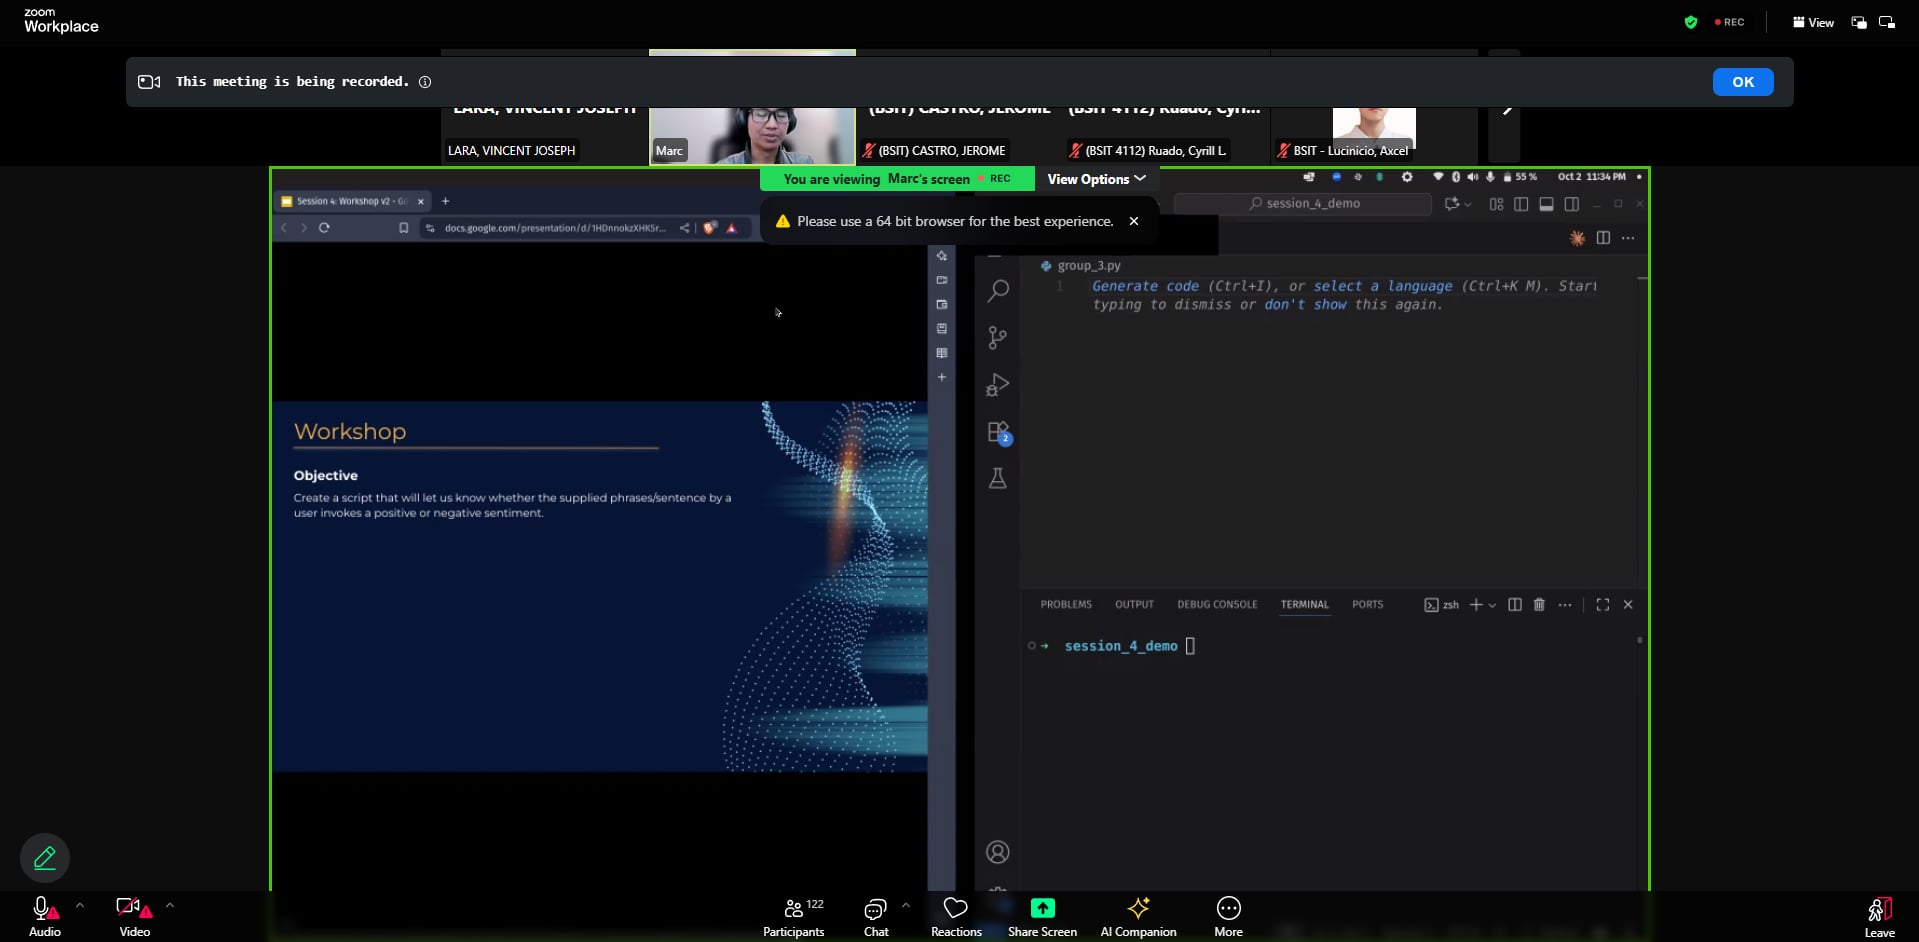 zoom
Workplace
REC
View
This meeting is being recorded.
OK
LARA, VINCENT JOSEPH
(BSIT) CASTRO, JEROME
(BSIT 4112) Ruado, Cyri...
LARA, VINCENT JOSEPH
Marc
(BSIT) CASTRO, JEROME
(BSIT 4112) Ruado, Cyrill L.
BSIT - Lucinicio, Axcel
You are viewing Marc's screen
REC
View Options
55 %
Oct 2 11:34 PM
Session 4: Workshop v2 - Go
session_4_demo
Please use a 64 bit browser for the best experience.
docs.google.com/presentation/d/1HDnnokzXHK5r...
group_3.py
1
Generate code (Ctrl+I), or select a language (Ctrl+K M). Start
typing to dismiss or don't show this again.
2
Workshop
Objective
Create a script that will let us know whether the supplied phrases/sentence by a
user invokes a positive or negative sentiment.
PROBLEMS
OUTPUT
DEBUG CONSOLE
TERMINAL
PORTS
zsh
session_4_demo
122
Audio
Video
Participants
Chat
Reactions
Share Screen
AI Companion
More
Leave